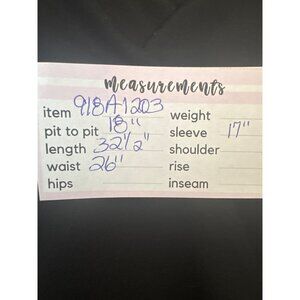 measurements
item 918A1203
pit to pit 18"
length 32 1/2"
waist 26"
hips
weight
sleeve 17"
shoulder
rise
inseam